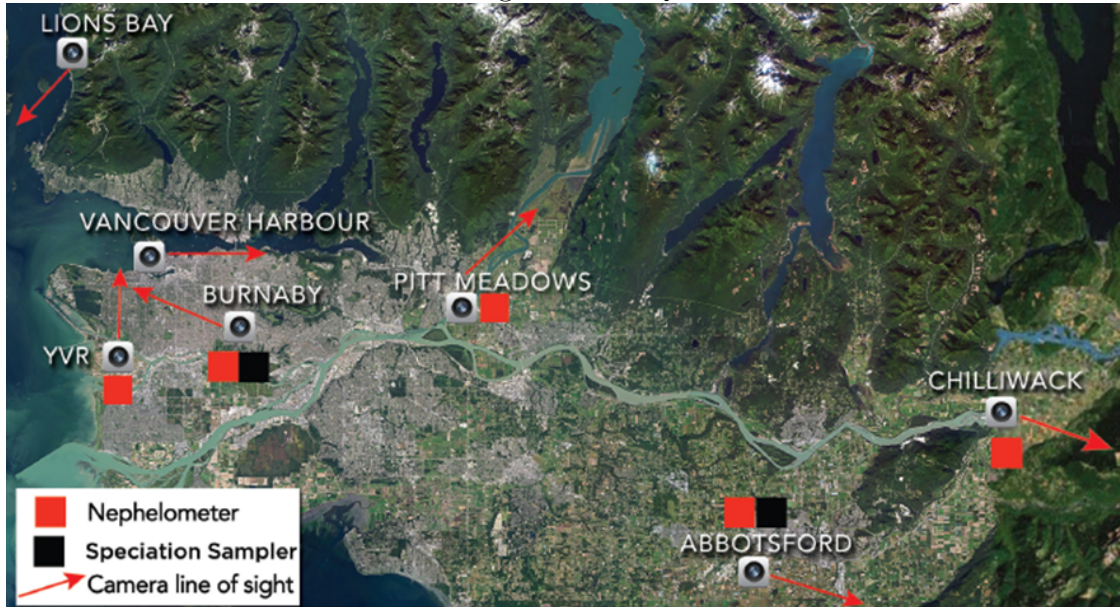 LIONS BAY
VANCOUVER HARBOUR
BURNABY
PITT MEADOWS
YVR
CHILLIWACK
ABBOTSFORD
Nephelometer
Speciation Sampler
Camera line of sight